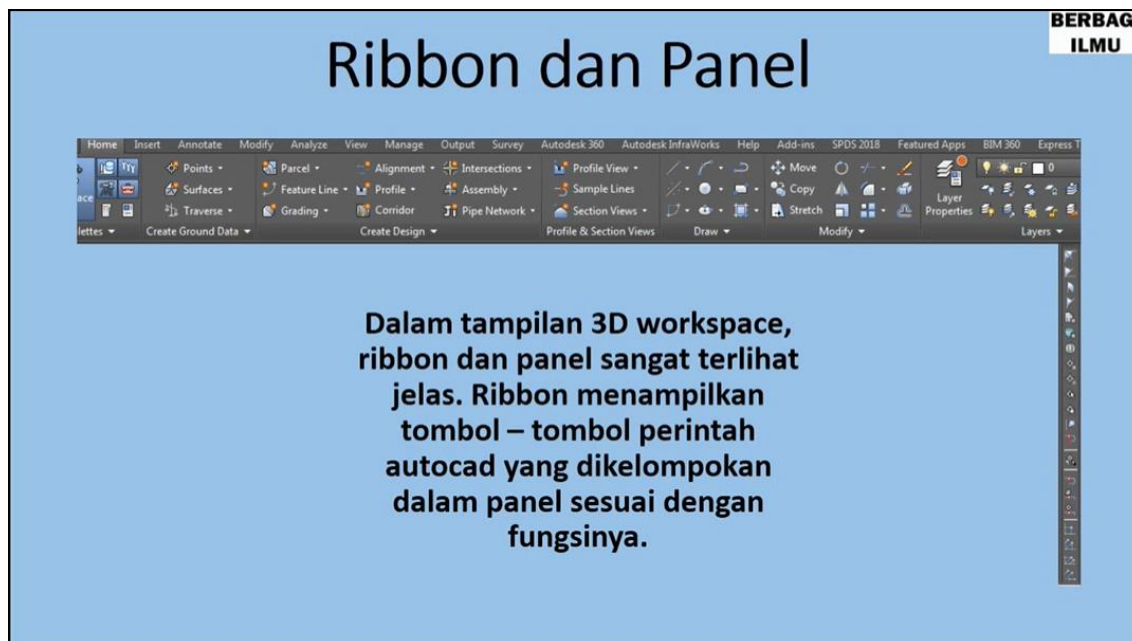 BERBAG
ILMU
Ribbon dan Panel
Home Insert Annotate Modify Analyze View Manage Output Survey Autodesk 360 Autodesk InfraWorks Help Add-ins SPDS 2018 Featured Apps BIM 360 Express T
Points Parcel Alignment Intersections Profile View Move 0
Surfaces Feature Line Profile Assembly Sample Lines Copy
Traverse Grading Corridor Pipe Network Section Views Stretch
Layer
Properties
ace
lettes Create Ground Data Create Design Profile & Section Views Draw Modify Layers
Dalam tampilan 3D workspace,
ribbon dan panel sangat terlihat
jelas. Ribbon menampilkan
tombol – tombol perintah
autocad yang dikelompokan
dalam panel sesuai dengan
fungsinya.